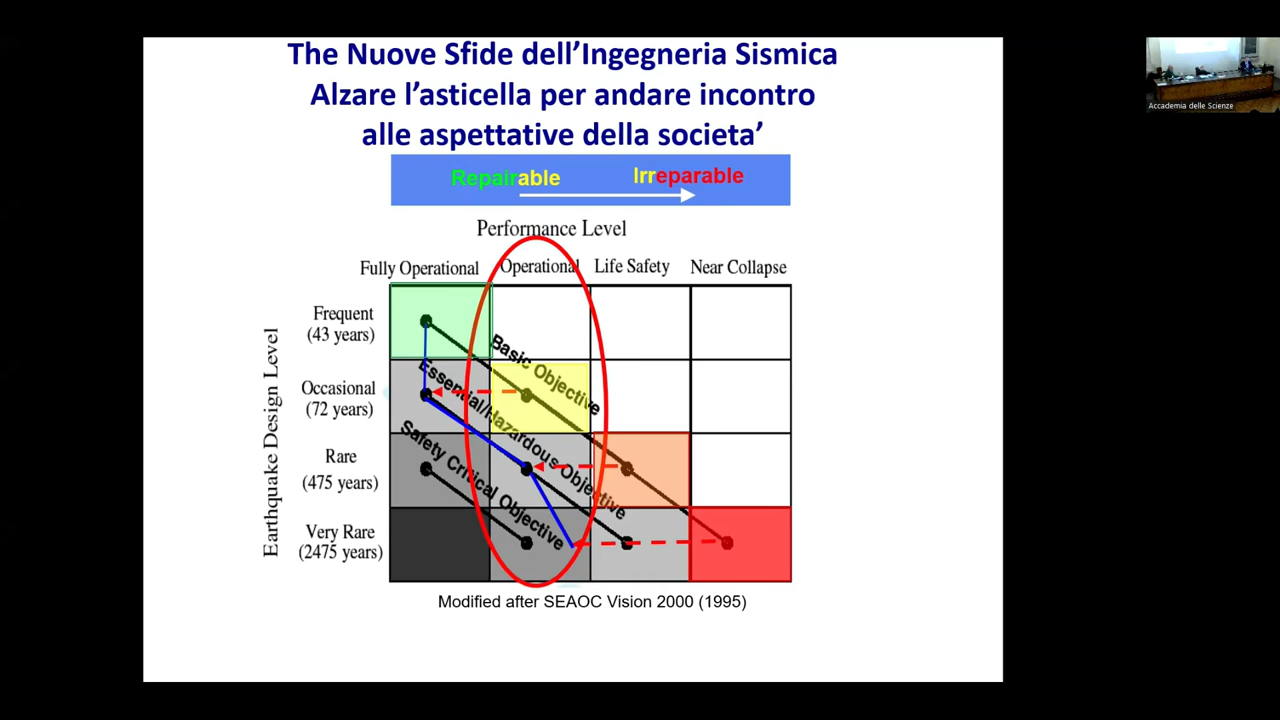 The Nuove Sfide dell’Ingegneria Sismica
Alzare l’asticella per andare incontro
alle aspettative della societa’
Accademia delle Scienze
Repairable
Irreparable
Performance Level
Fully Operational
Operational
Life Safety
Near Collapse
Earthquake Design Level
Frequent
(43 years)
Occasional
(72 years)
Rare
(475 years)
Very Rare
(2475 years)
Basic Objective
Essential/Hazardous Objective
Safety Critical Objective
Modified after SEAOC Vision 2000 (1995)